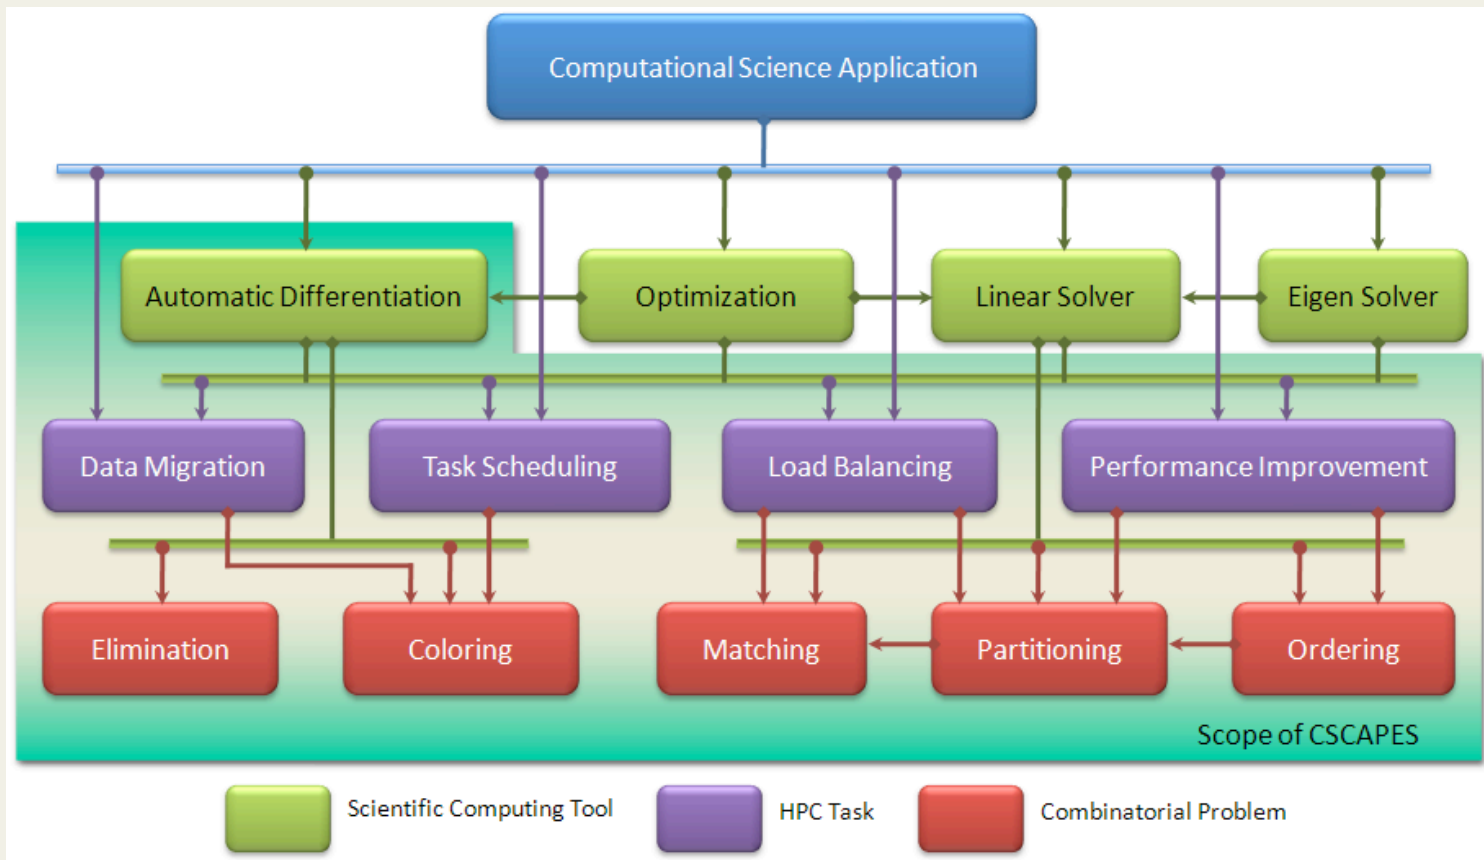 Computational Science Application
Automatic Differentiation
Optimization
Linear Solver
Eigen Solver
Data Migration
Task Scheduling
Load Balancing
Performance Improvement
Elimination
Coloring
Matching
Partitioning
Ordering
Scope of CSCAPES
Scientific Computing Tool
HPC Task
Combinatorial Problem